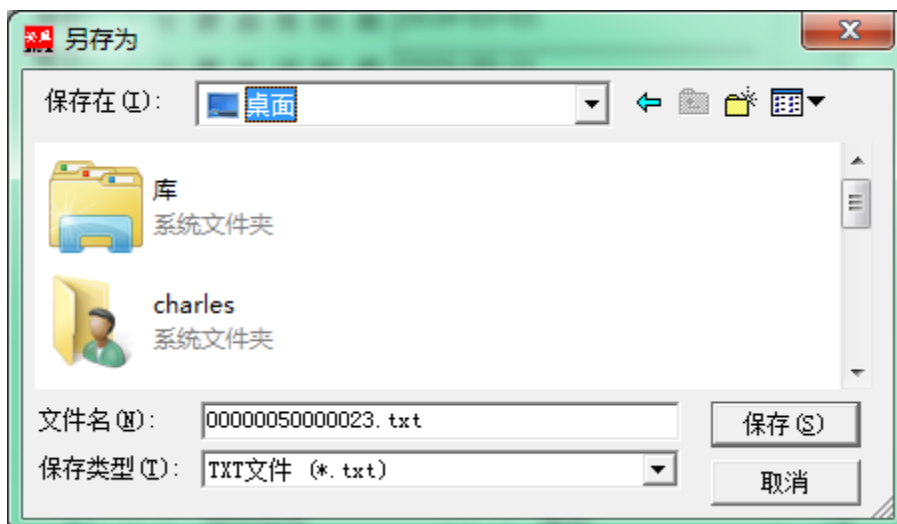 另存为
保存在(I):
桌面
库
系统文件夹
charles
系统文件夹
文件名(N):
00000050000023.txt
保存(S)
保存类型(T):
TXT文件 (*.txt)
取消